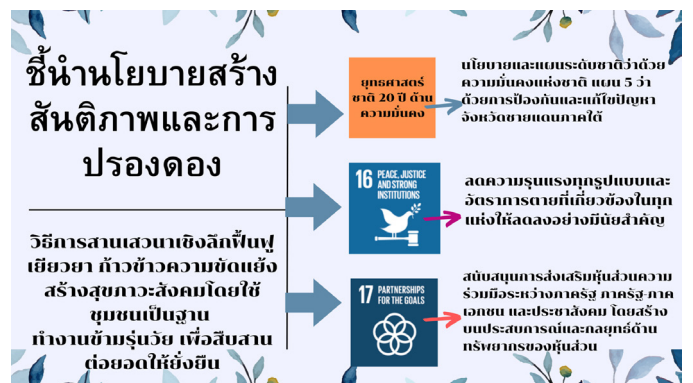 ชี้นำนโยบายสร้าง
สันติภาพและการ
ปรองดอง
วิธีการสานเสวนาเชิงลึกฟื้นฟู
เยียวยา ก้าวข้าวความขัดแย้ง
สร้างสุขภาวะสังคมโดยใช้
ชุมชนเป็นฐาน
ทำงานข้ามรุ่นวัย เพื่อสืบสาน
ต่อยอดให้ยั่งยืน
ยุทธศาสตร์
ชาติ 20 ปี ด้าน
ความมั่นคง
นโยบายและแผนระดับชาติว่าด้วย
ความมั่นคงแห่งชาติ แผน 5 ว่า
ด้วยการป้องกันและแก้ไขปัญหา
จังหวัดชายแดนภาคใต้
16 PEACE, JUSTICE
AND STRONG
INSTITUTIONS
ลดความรุนแรงทุกรูปแบบและ
อัตราการตายที่เกี่ยวข้องในทุก
แห่งให้ลดลงอย่างมีนัยสำคัญ
17 PARTNERSHIPS
FOR THE GOALS
สนับสนุนการส่งเสริมหุ้นส่วนความ
ร่วมมือระหว่างภาครัฐ ภาครัฐ-ภาค
เอกชน และประชาสังคม โดยสร้าง
บนประสบการณ์และกลยุทธ์ด้าน
ทรัพยากรของหุ้นส่วน